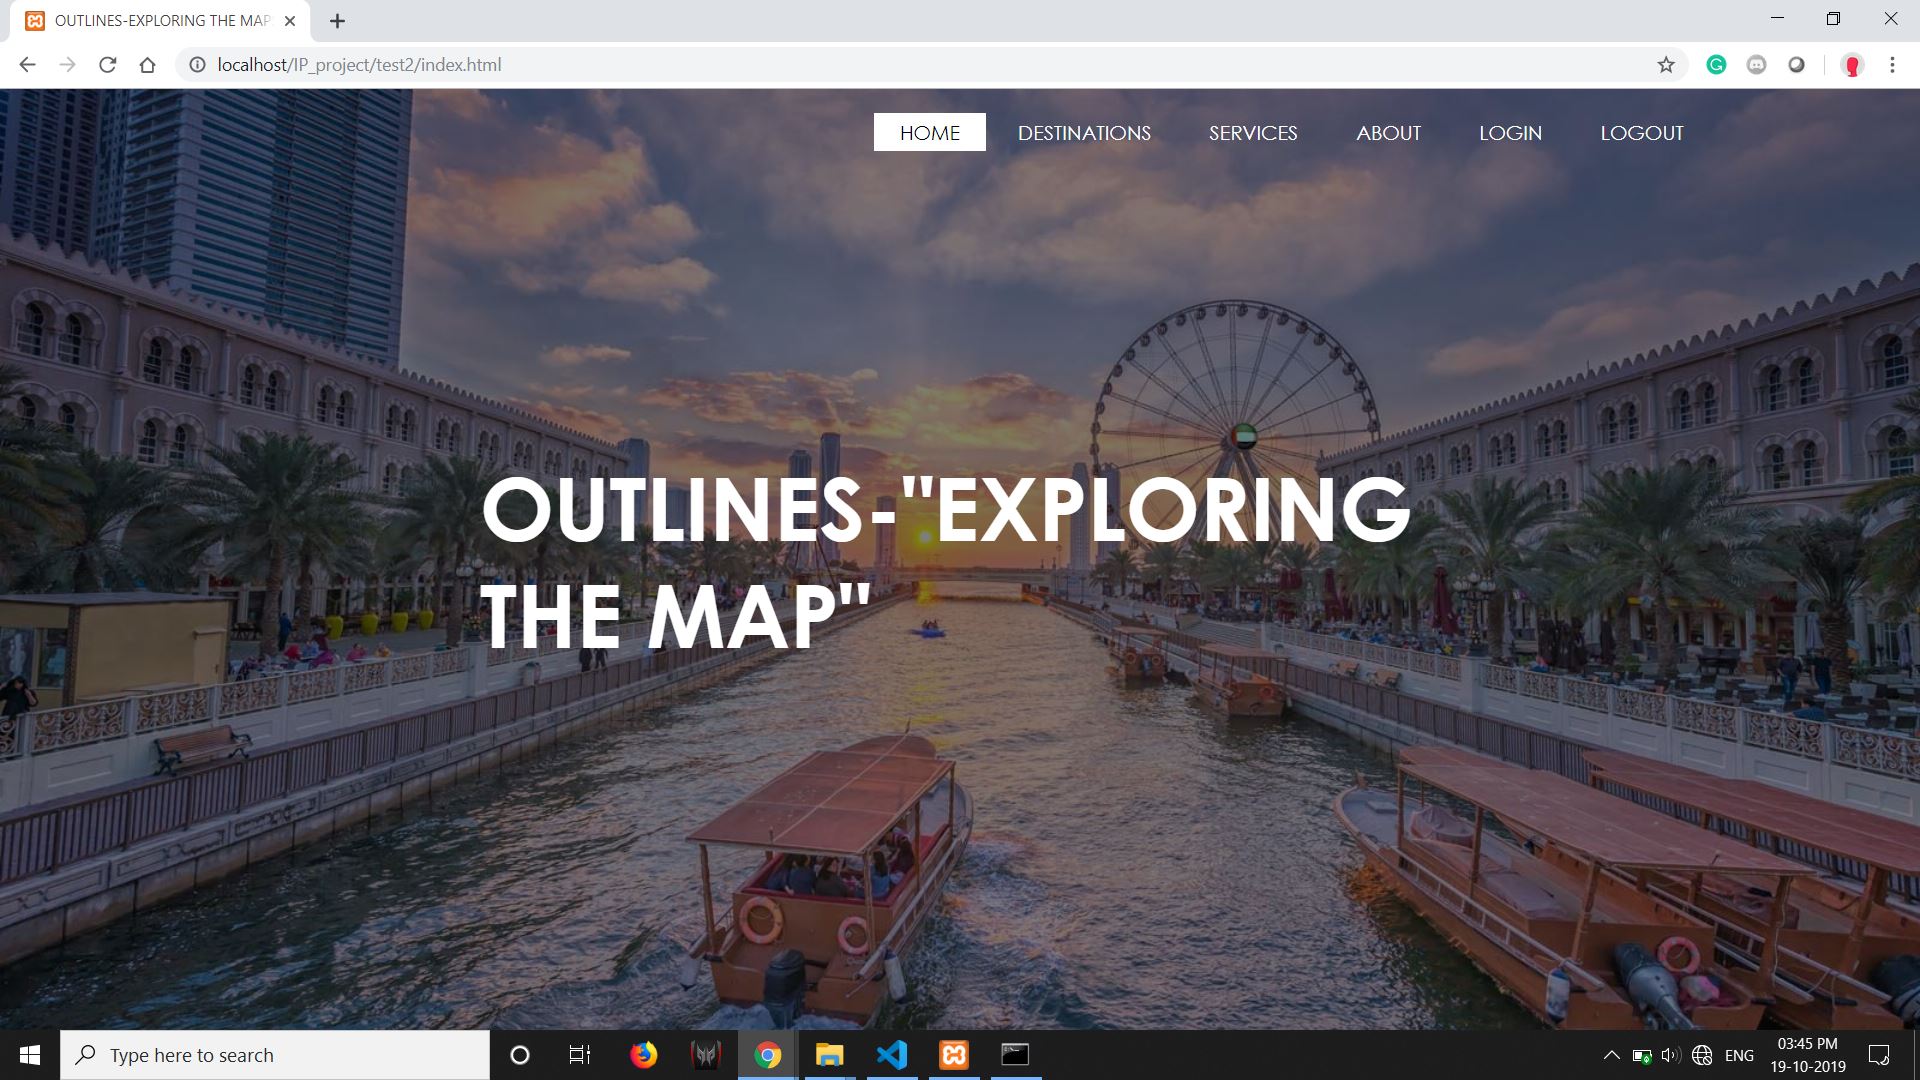 OUTLINES-EXPLORING THE MAP
localhost/IP_project/test2/index.html
HOME DESTINATIONS SERVICES ABOUT LOGIN LOGOUT
OUTLINES-"EXPLORING
THE MAP"
Type here to search
ENG
03:45 PM
19-10-2019